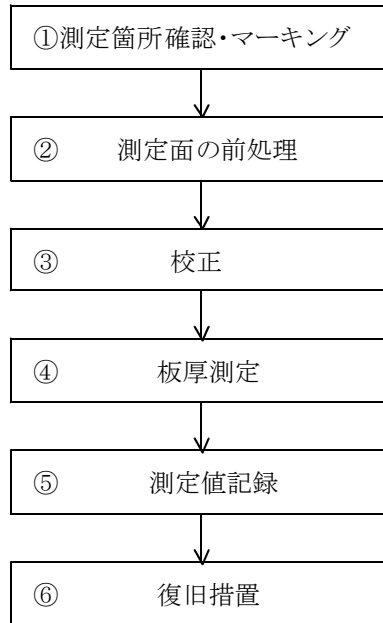 ①測定箇所確認・マーキング
② 測定面の前処理
③ 校正
④ 板厚測定
⑤ 測定値記録
⑥ 復旧措置